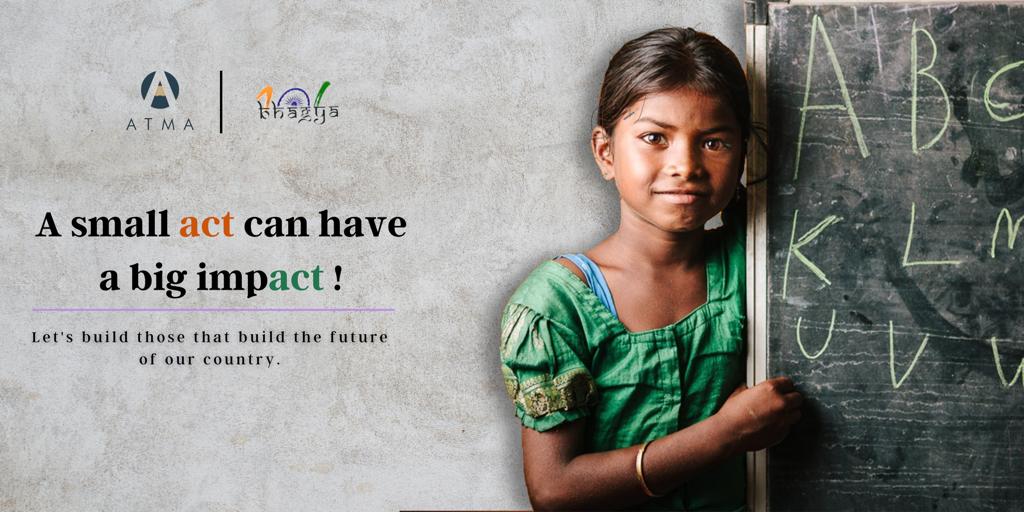 ATMA
bhagya
A small act can have
a big impact !
Let's build those that build the future
of our country.
A B C
K L M
U V